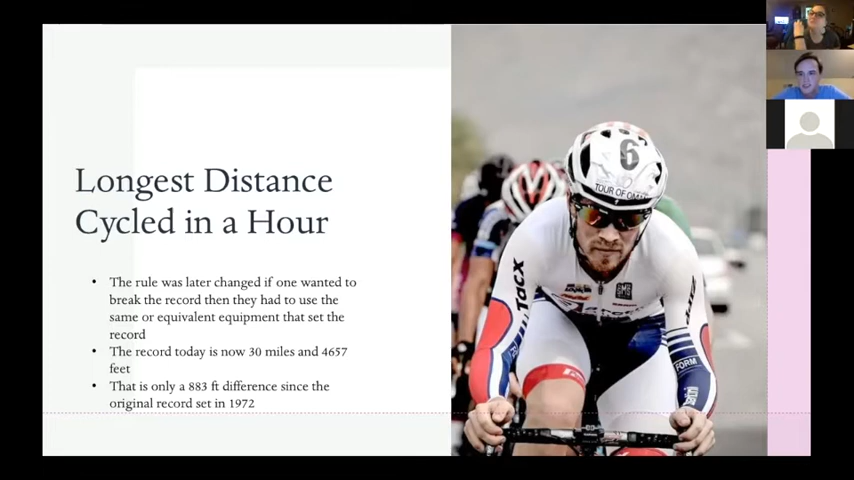 Longest Distance
Cycled in a Hour
• The rule was later changed if one wanted to
break the record then they had to use the
same or equivalent equipment that set the
record
• The record today is now 30 miles and 4657
feet
• That is only a 883 ft difference since the
original record set in 1972
6
TOUR OF OMAN
Tacx
FORM